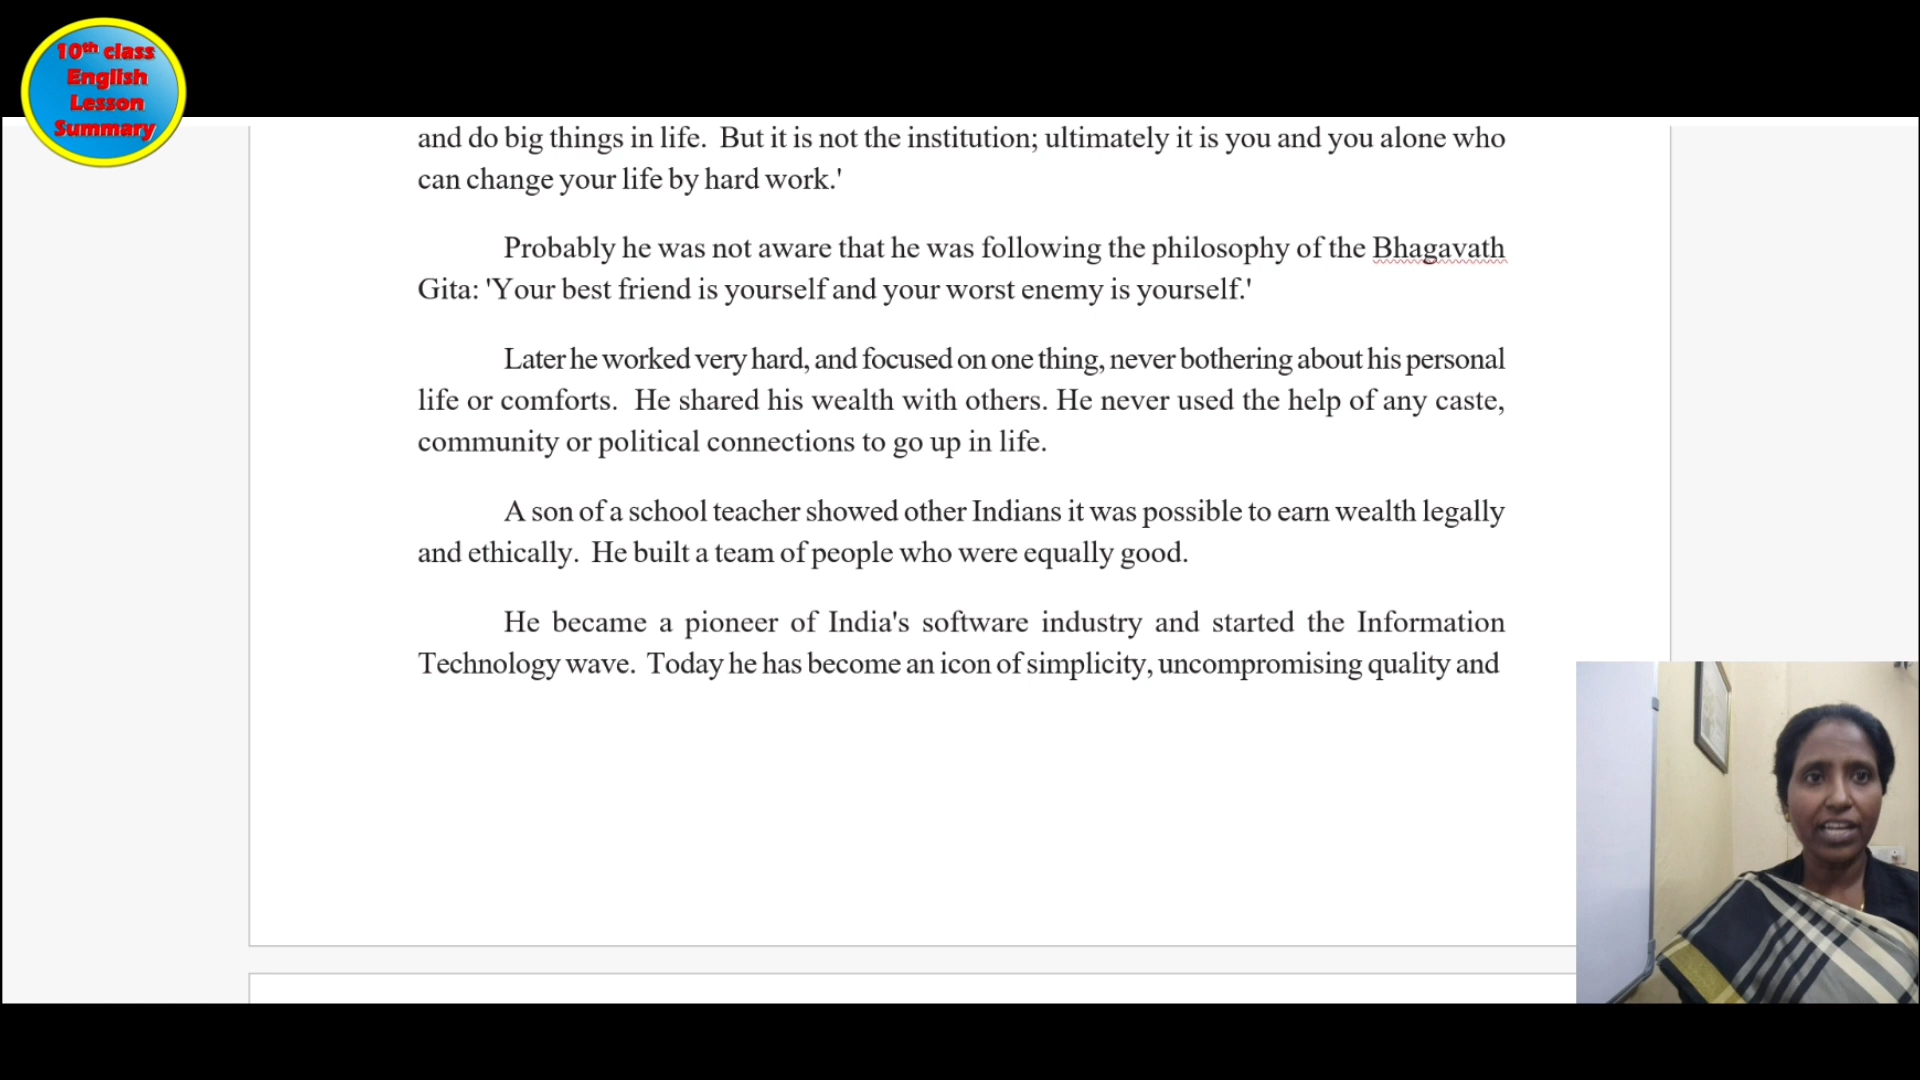 10th class
English
Lesson
Summary
and do big things in life.  But it is not the institution; ultimately it is you and you alone who
can change your life by hard work.'
Probably he was not aware that he was following the philosophy of the Bhagavath
Gita: 'Your best friend is yourself and your worst enemy is yourself.'
Later he worked very hard, and focused on one thing, never bothering about his personal
life or comforts.  He shared his wealth with others. He never used the help of any caste,
community or political connections to go up in life.
A son of a school teacher showed other Indians it was possible to earn wealth legally
and ethically.  He built a team of people who were equally good.
He became a pioneer of India's software industry and started the Information
Technology wave.  Today he has become an icon of simplicity, uncompromising quality and